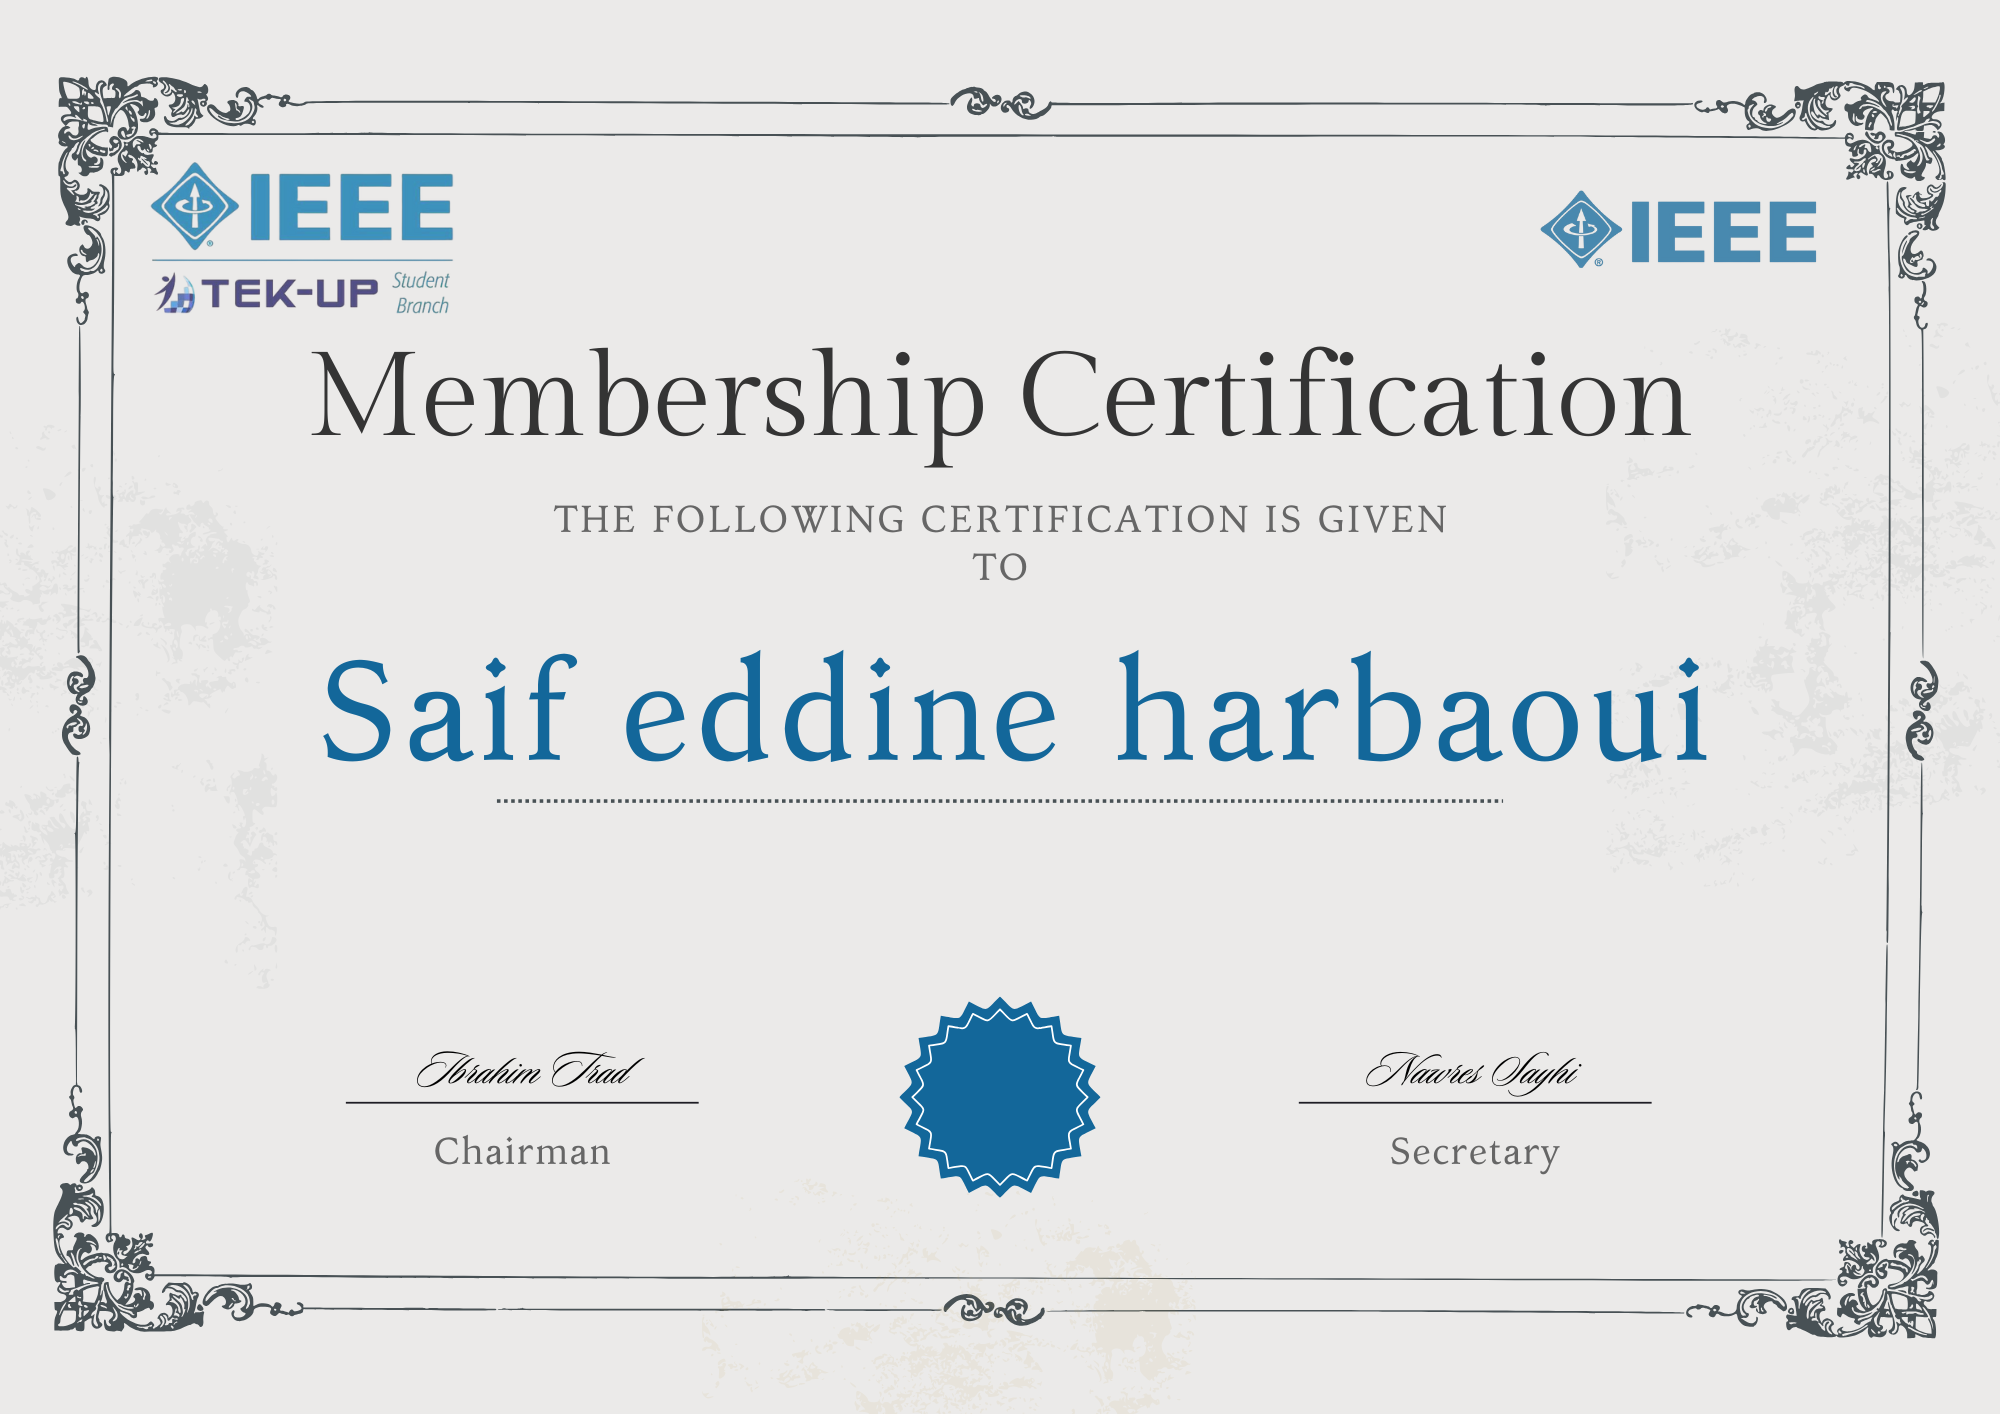 IEEE
TEK-UP Student Branch
IEEE
Membership Certification
THE FOLLOWING CERTIFICATION IS GIVEN
TO
Saif eddine harbaoui
Ibrahim Trad
Chairman
Nawres Sayhi
Secretary